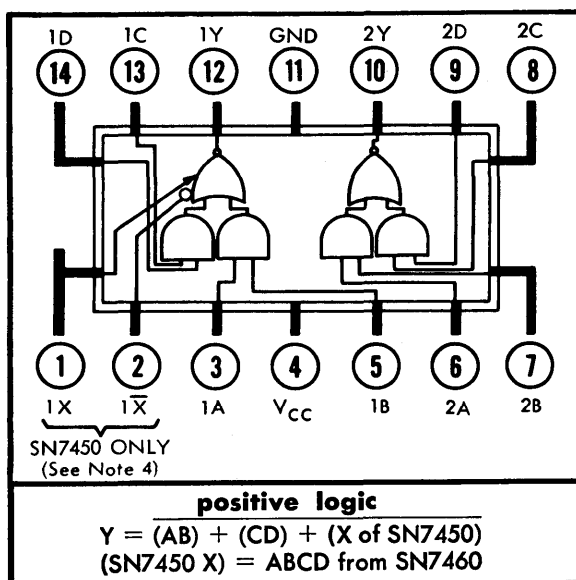 1D 1C 1Y GND 2Y 2D 2C
14 13 12 11 10 9 8
1 2 3 4 5 6 7
1X 1X̅ 1A VCC 1B 2A 2B
SN7450 ONLY
(See Note 4)
positive logic
Y = (AB) + (CD) + (X of SN7450)
(SN7450 X) = ABCD from SN7460